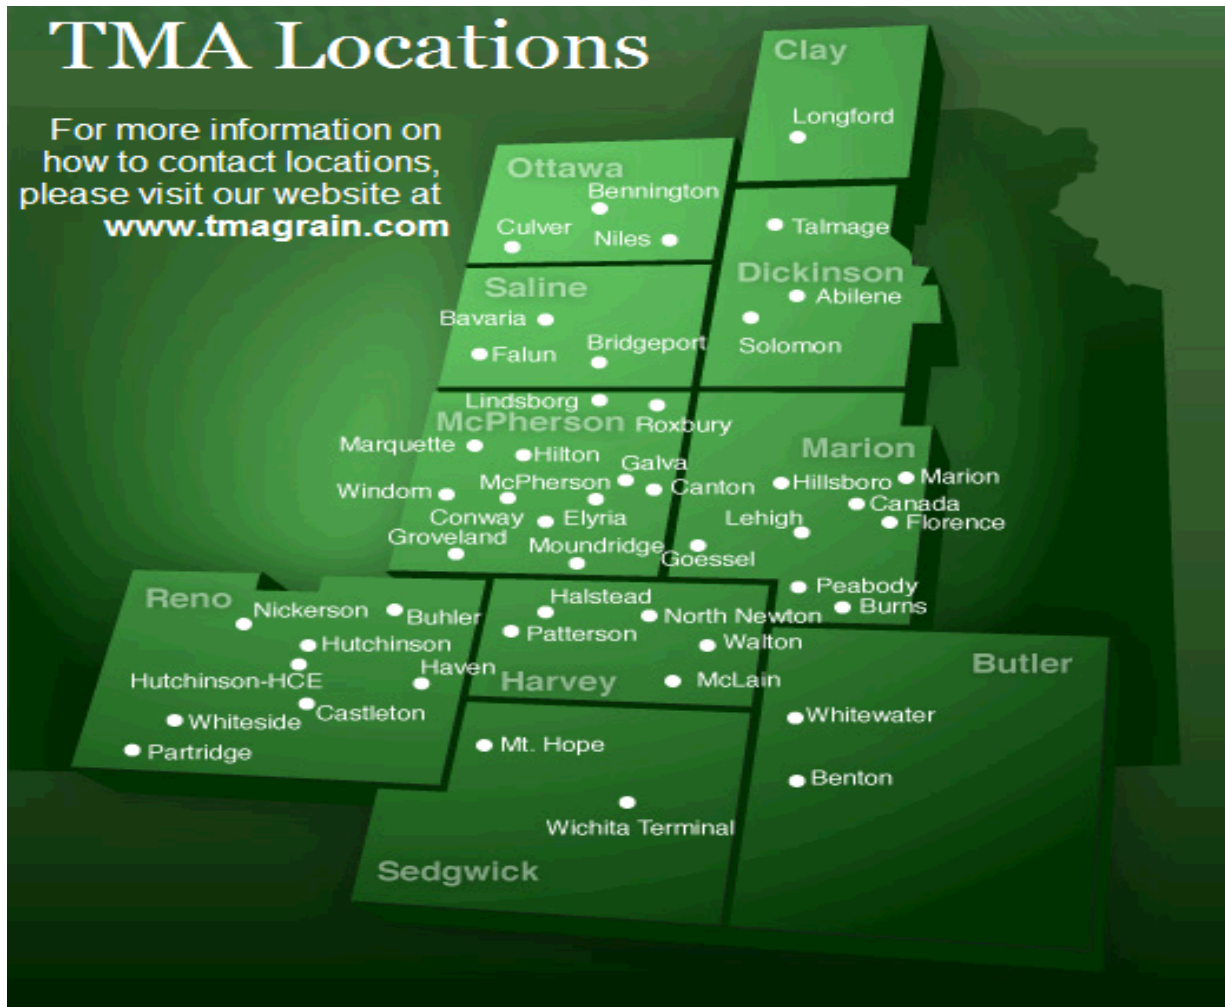 TMA Locations
For more information on
how to contact locations,
please visit our website at
www.tmagrain.com
Clay
Longford
Ottawa
Bennington
Culver
Niles
Talmage
Dickinson
Abilene
Solomon
Saline
Bavaria
Falun
Bridgeport
Lindsborg
McPherson
Roxbury
Marquette
Hilton
Galva
Windom
McPherson
Canton
Conway
Elyria
Groveland
Moundridge
Marion
Hillsboro
Marion
Canada
Lehigh
Florence
Goessel
Peabody
Burns
Reno
Nickerson
Buhler
Hutchinson
Hutchinson-HCE
Haven
Castleton
Whiteside
Partridge
Halstead
North Newton
Patterson
Walton
Harvey
McLain
Butler
Whitewater
Benton
Mt. Hope
Wichita Terminal
Sedgwick